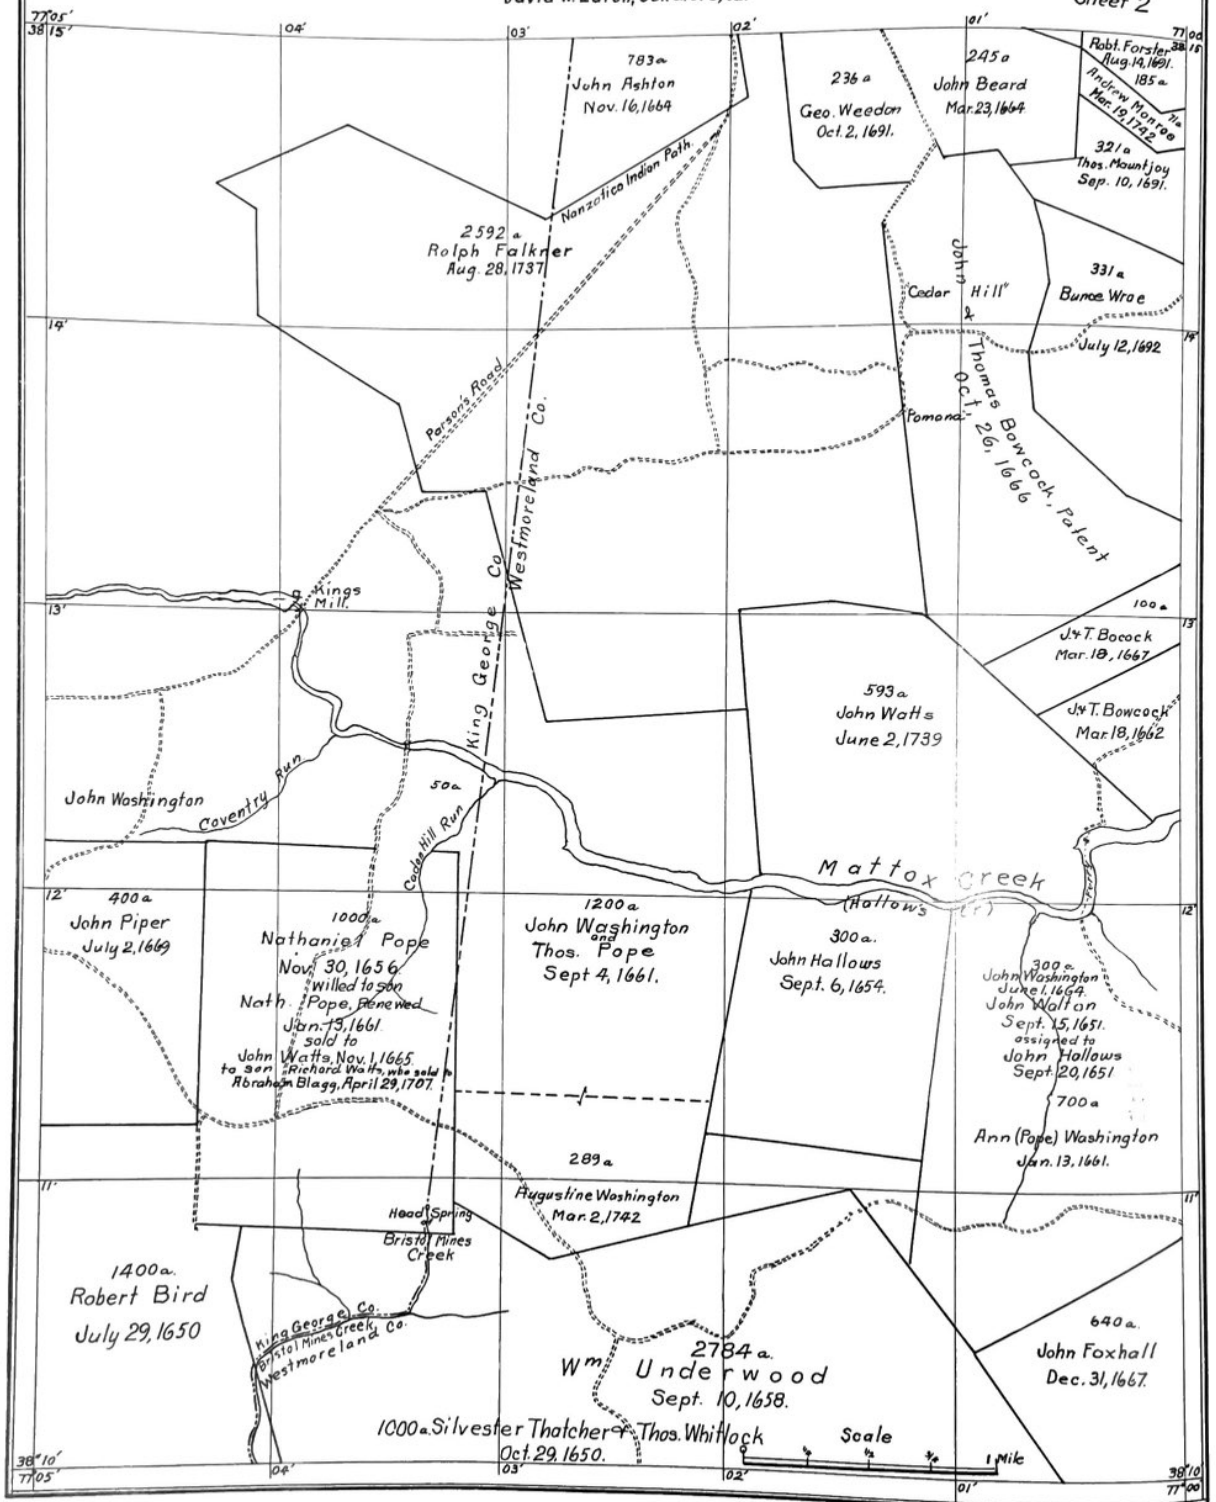 Sheet 2
77°05'
38°15'
04'
03'
02'
01'
77°00
38°15
783a
John Ashton
Nov. 16, 1664
236a
Geo. Weedon
Oct. 2, 1691.
245a
John Beard
Mar. 23, 1664
Robt. Forster
Aug. 14, 1691.
185a
Andrew Monroe 71a
Mar. 19, 1742
321a
Thos. Mountjoy
Sep. 10, 1691.
Nanzatico Indian Path.
2592a
Rolph Falkner
Aug. 28, 1737
331a
Bunce Wroe
July 12, 1692
"Cedar Hill"
John & Thomas Bowcock, Patent
Oct. 26, 1666
14'
14'
Parson's Road
Pomona
King George Co
Westmoreland Co.
Kings
Mill.
13'
13'
100a
J.&T. Bocock
Mar. 18, 1667
J.&T. Bowcock
Mar. 18, 1662
593a
John Watts
June 2, 1739
John Washington
Coventry Run
50a
Cedar Hill Run
Mattox Creek
(Hallows Cr)
Ferry
12'
12'
400a
John Piper
July 2, 1669
1000a
Nathaniel Pope
Nov. 30, 1656
willed to son
Nath. Pope, Renewed
Jan. 13, 1661
sold to
John Watts, Nov. 1, 1665.
to son Richard Watts, who sold to
Abraham Blagg, April 29, 1707.
1200a
John Washington
and
Thos. Pope
Sept 4, 1661.
300a.
John Hallows
Sept. 6, 1654.
300a
John Washington
June 1, 1664.
John Walton
Sept. 15, 1651.
assigned to
John Hallows
Sept. 20, 1651
700a
Ann (Pope) Washington
Jan. 13, 1661.
11'
11'
289a
Augustine Washington
Mar. 2, 1742
Head Spring
Bristol Mines
Creek
1400a.
Robert Bird
July 29, 1650
King George Co.
Bristol Mines Creek
Westmoreland Co.
2784a.
Wm Underwood
Sept. 10, 1658.
640a.
John Foxhall
Dec. 31, 1667.
1000a. Silvester Thatcher & Thos. Whitlock
Oct. 29, 1650.
Scale
0 1/4 1/2 3/4 1 Mile
38°10'
77°05'
04'
03'
02'
01'
38°10
77°00